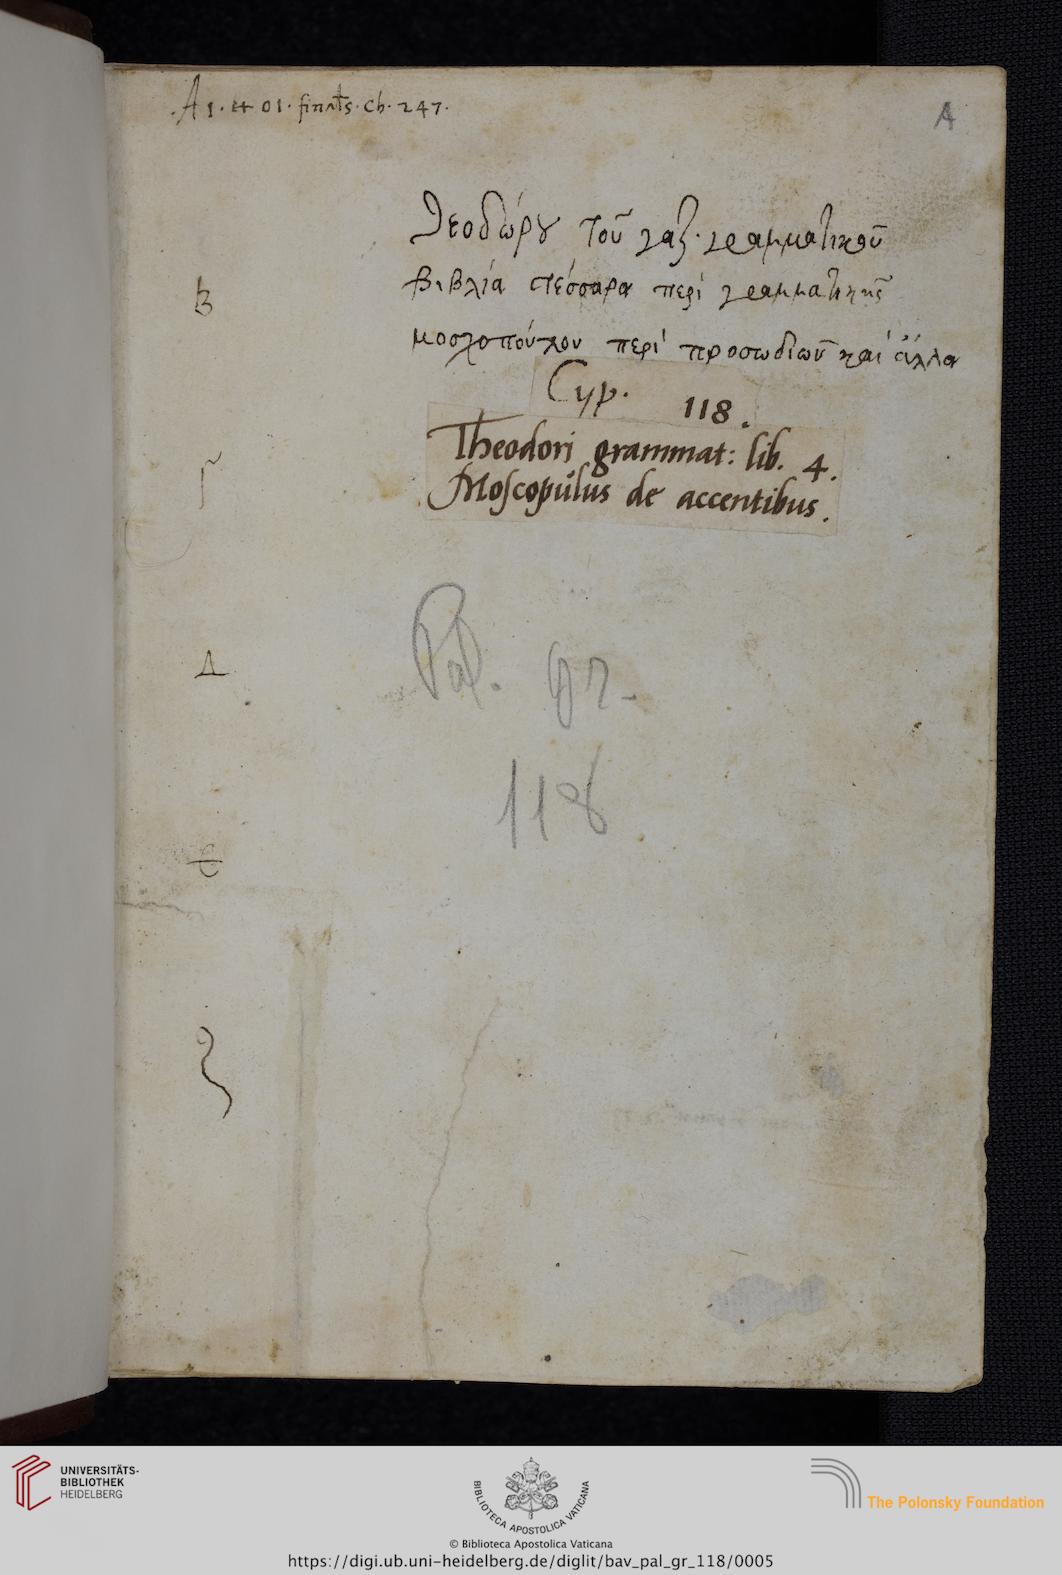 A
Θεοδώρου τοῦ γαζ. γραμματικοῦ
βιβλία τέσσαρα περὶ γραμματικῆς
μοσχοπούλου περὶ προσωδιῶν καὶ ἄλλα
Cyp. 118.
Theodori grammat: lib. 4.
Moscopulus de accentibus.
Β
Γ
Δ
Ε
Pal. gr.
118
UNIVERSITÄTS-
BIBLIOTHEK
HEIDELBERG
BIBLIOTECA APOSTOLICA VATICANA
The Polonsky Foundation
© Biblioteca Apostolica Vaticana
https://digi.ub.uni-heidelberg.de/diglit/bav_pal_gr_118/0005